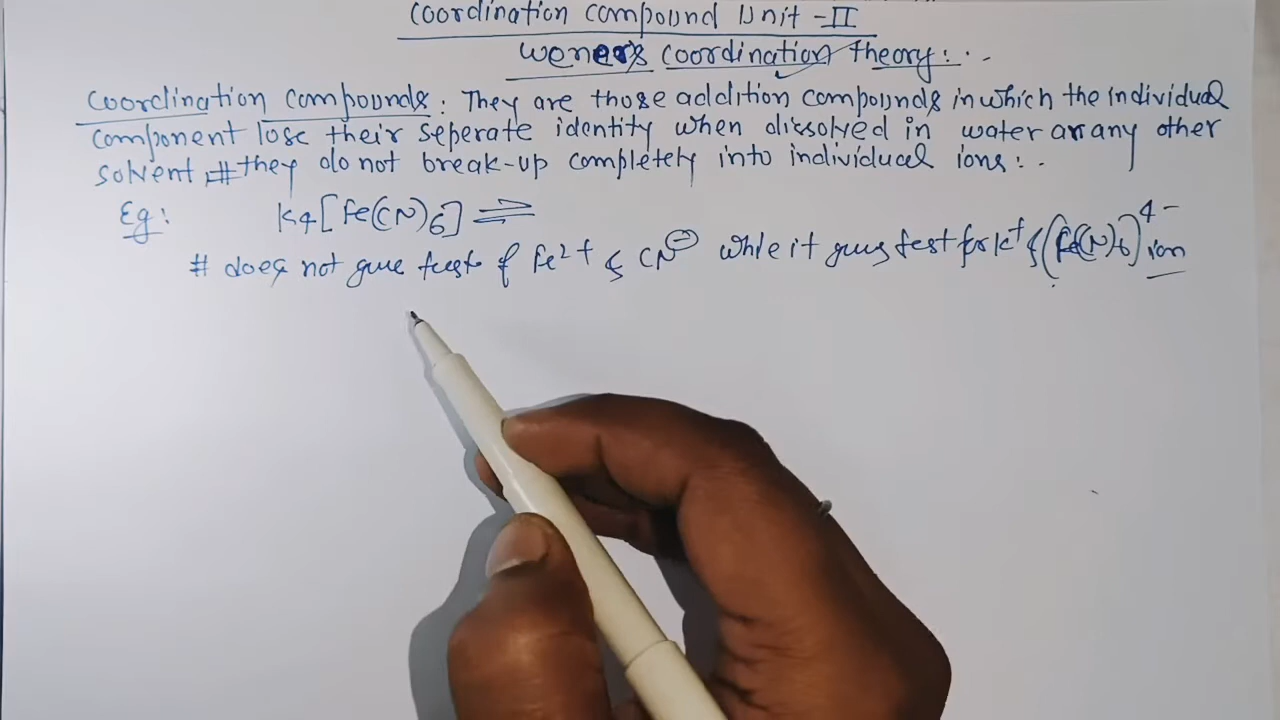 Coordination compound Unit -II
Wener's coordination theory:-.
Coordination compounds: They are those addition compounds in which the individual
component lose their seperate identity when dissolved in water or any other
solvent, # they do not break-up completely into individual ions:.
Eg: K4[Fe(CN)6] ⇌
# does not give test of Fe2+ & CN⊖ while it gives test for K+ & (Fe(CN)6)4- ion